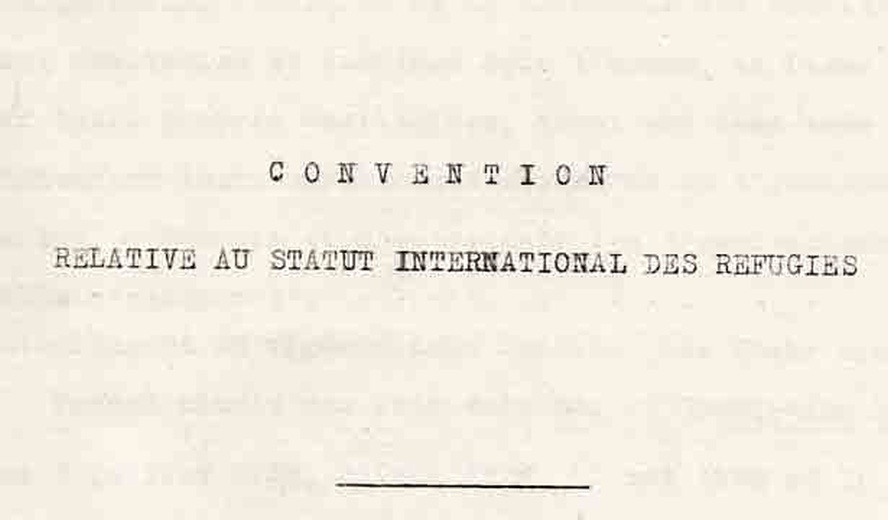 CONVENTION
RELATIVE AU STATUT INTERNATIONAL DES REFUGIES